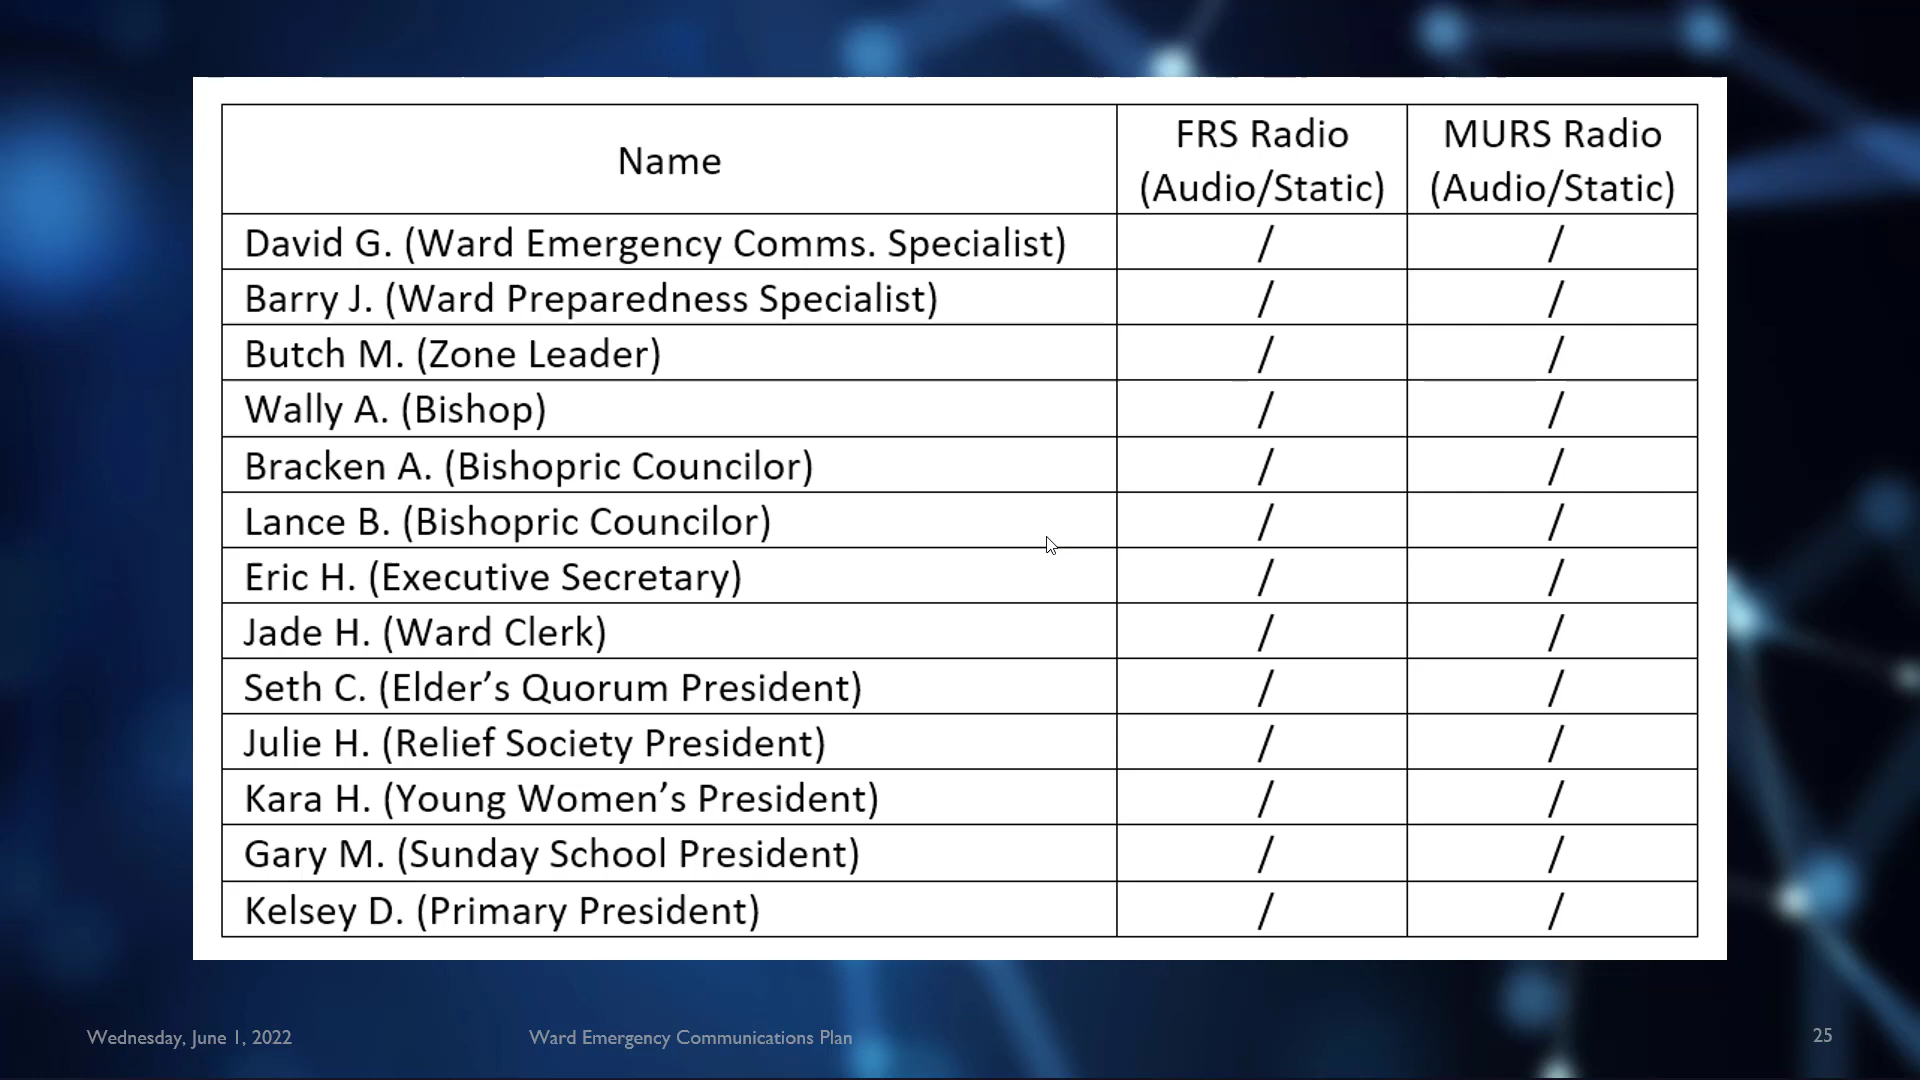 Name FRS Radio (Audio/Static) MURS Radio (Audio/Static)
David G. (Ward Emergency Comms. Specialist) / /
Barry J. (Ward Preparedness Specialist) / /
Butch M. (Zone Leader) / /
Wally A. (Bishop) / /
Bracken A. (Bishopric Councilor) / /
Lance B. (Bishopric Councilor) / /
Eric H. (Executive Secretary) / /
Jade H. (Ward Clerk) / /
Seth C. (Elder’s Quorum President) / /
Julie H. (Relief Society President) / /
Kara H. (Young Women’s President) / /
Gary M. (Sunday School President) / /
Kelsey D. (Primary President) / /
Wednesday, June 1, 2022 Ward Emergency Communications Plan 25